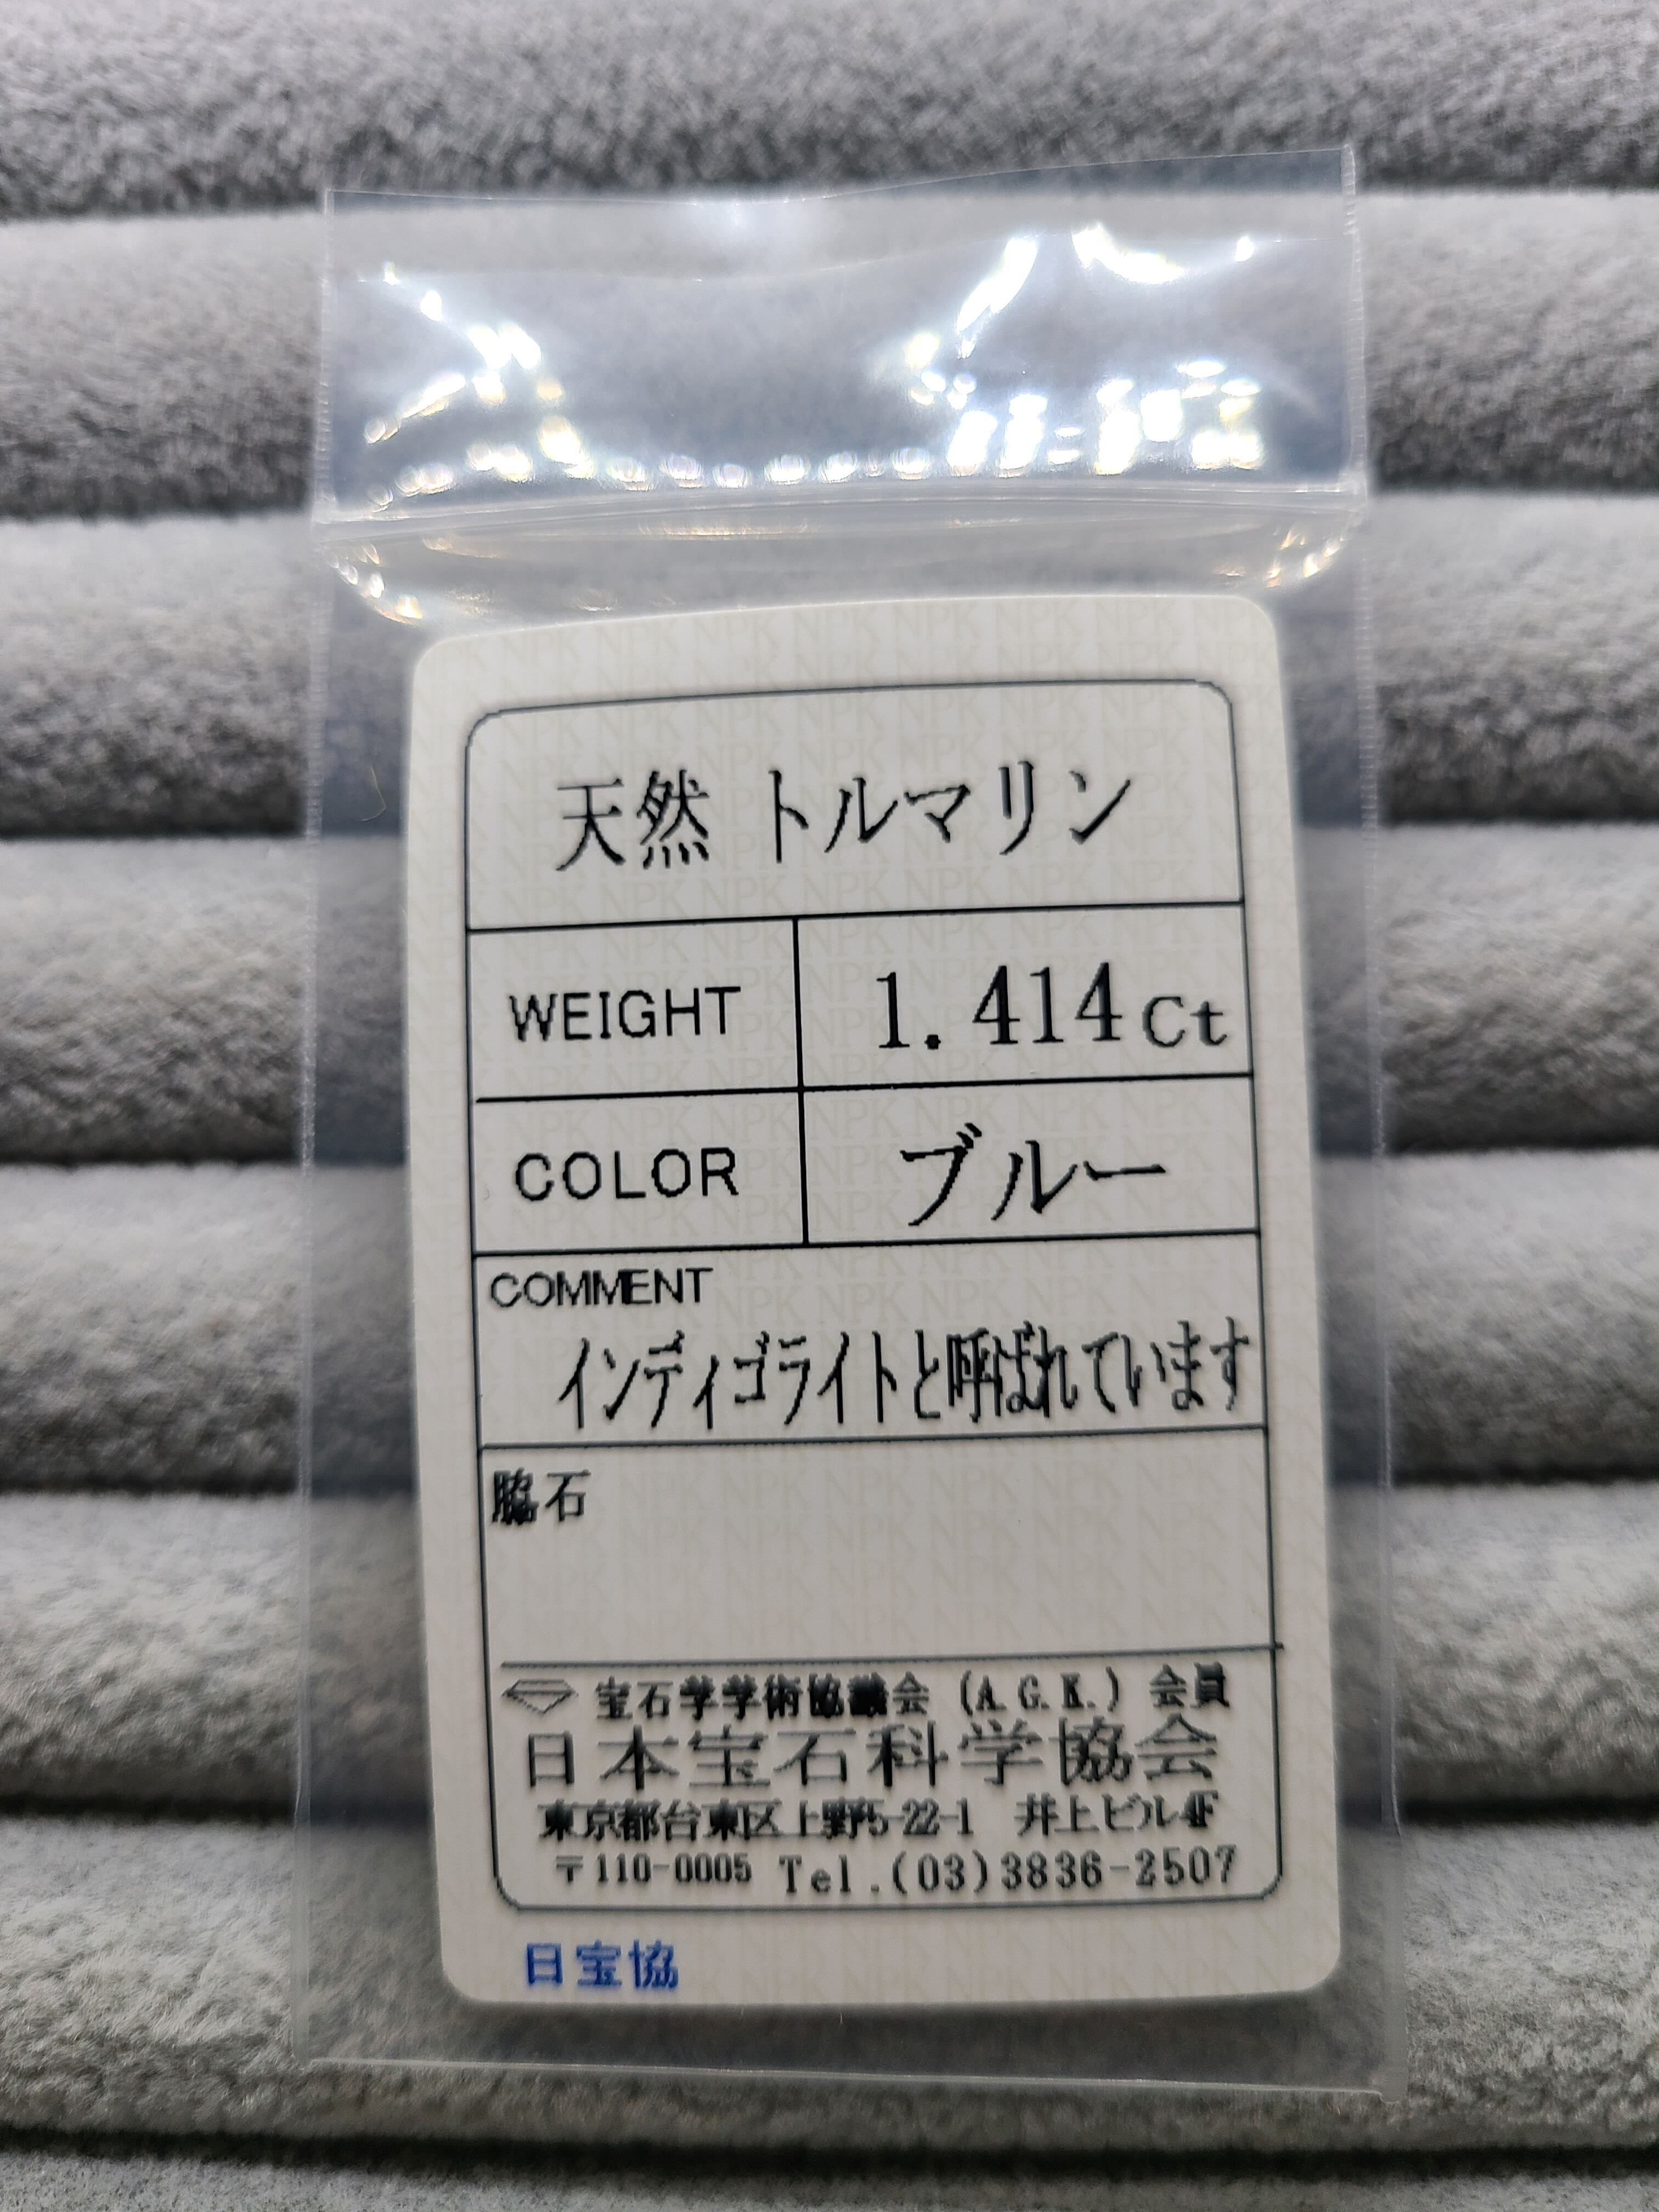 天然 トルマリン
WEIGHT 1.414ct
COLOR ブルー
COMMENT
インディゴライトと呼ばれています
脇石
宝石学学術協議会 (A.G.K.) 会員
日本宝石科学協会
東京都台東区上野5-22-1 井上ビル4F
〒110-0005 Tel.(03)3836-2507
日宝協